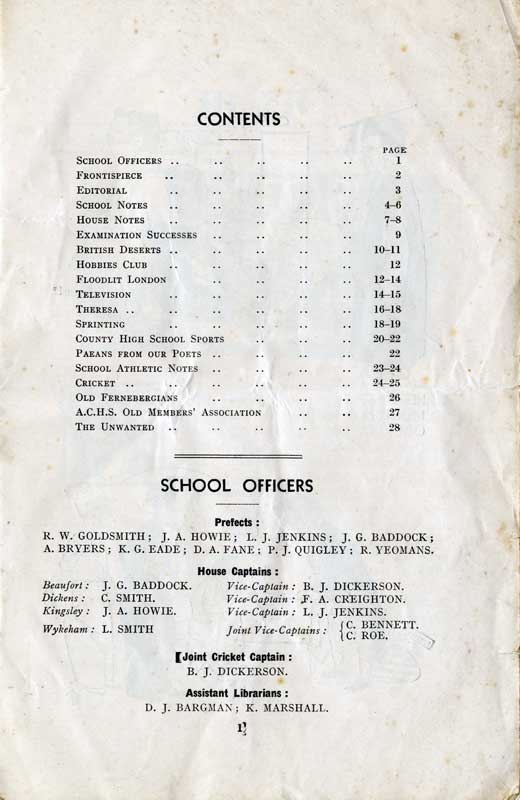 CONTENTS
PAGE
SCHOOL OFFICERS .. .. .. .. .. 1
FRONTISPIECE .. .. .. .. .. 2
EDITORIAL .. .. .. .. .. 3
SCHOOL NOTES .. .. .. .. .. 4–6
HOUSE NOTES .. .. .. .. .. 7–8
EXAMINATION SUCCESSES .. .. .. .. 9
BRITISH DESERTS .. .. .. .. .. 10–11
HOBBIES CLUB .. .. .. .. .. 12
FLOODLIT LONDON .. .. .. .. 12–14
TELEVISION .. .. .. .. .. 14–15
THERESA .. .. .. .. .. .. 16–18
SPRINTING .. .. .. .. .. 18–19
COUNTY HIGH SCHOOL SPORTS .. .. .. 20–22
PAEANS FROM OUR POETS .. .. .. .. 22
SCHOOL ATHLETIC NOTES .. .. .. .. 23–24
CRICKET .. .. .. .. .. .. 24–25
OLD FERNEBERGIANS .. .. .. .. 26
A.C.H.S. OLD MEMBERS' ASSOCIATION .. .. 27
THE UNWANTED .. .. .. .. .. 28
SCHOOL OFFICERS
Prefects :
R. W. GOLDSMITH; J. A. HOWIE; L. J. JENKINS; J. G. BADDOCK;
A. BRYERS; K. G. EADE; D. A. FANE; P. J. QUIGLEY; R. YEOMANS.
House Captains :
Beaufort : J. G. BADDOCK. Vice-Captain : B. J. DICKERSON.
Dickens : C. SMITH. Vice-Captain : F. A. CREIGHTON.
Kingsley : J. A. HOWIE. Vice-Captain : L. J. JENKINS.
Wykeham : L. SMITH Joint Vice-Captains : { C. BENNETT.
{ C. ROE.
Joint Cricket Captain :
B. J. DICKERSON.
Assistant Librarians :
D. J. BARGMAN; K. MARSHALL.
1